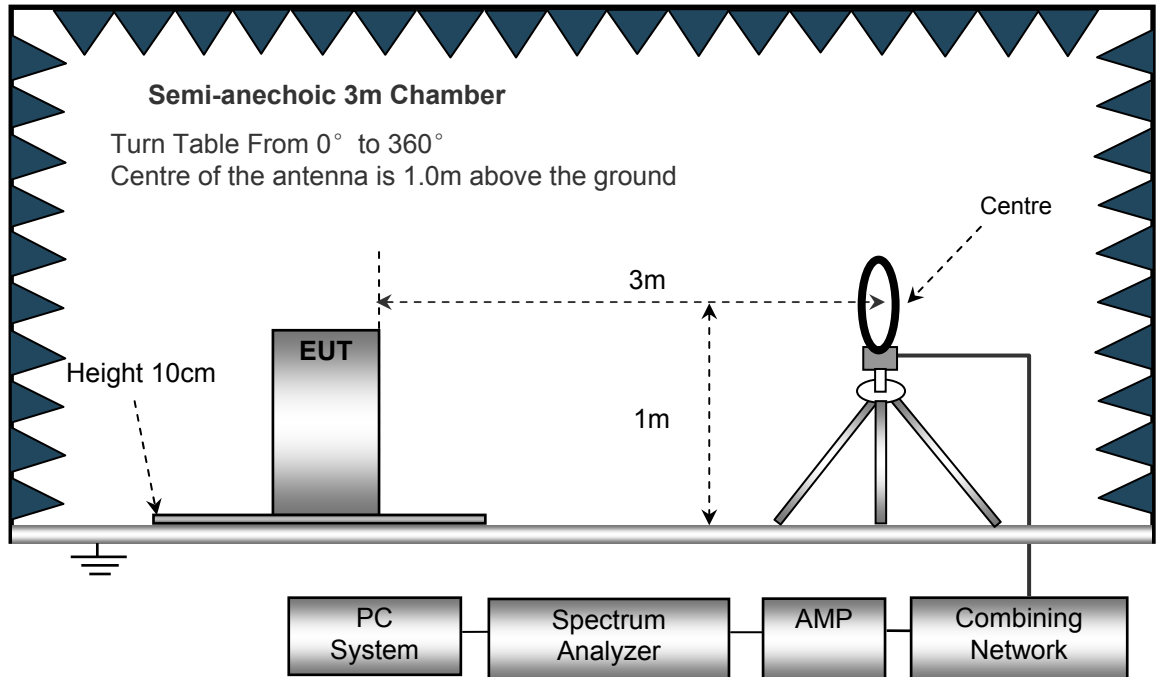 Semi-anechoic 3m Chamber
Turn Table From 0° to 360°
Centre of the antenna is 1.0m above the ground
Centre
3m
EUT
Height 10cm
1m
PC
System
Spectrum
Analyzer
AMP
Combining
Network